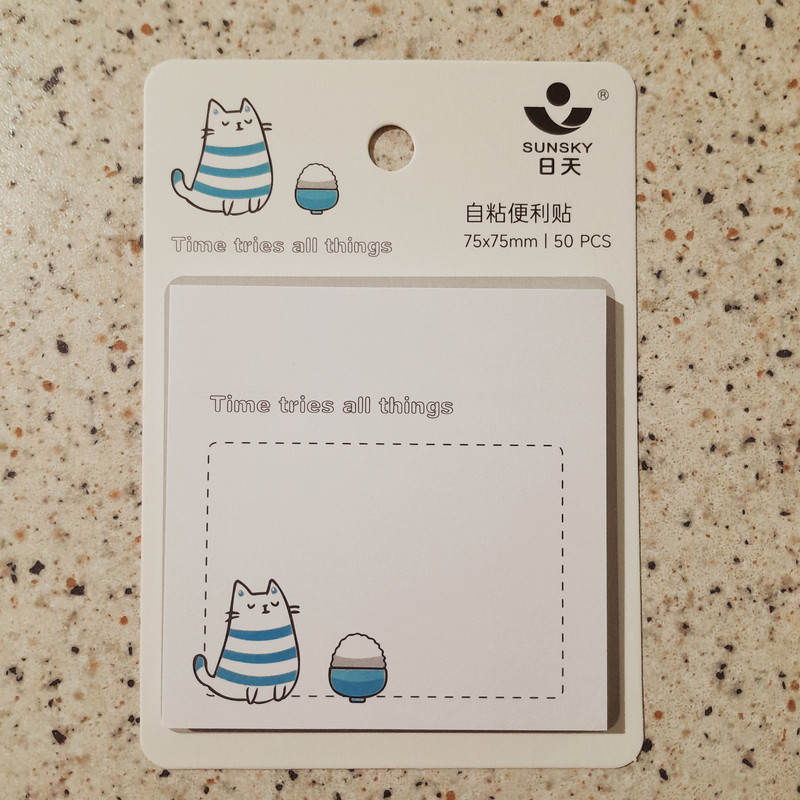 SUNSKY
日天
®
自粘便利贴
75x75mm | 50 PCS
Time tries all things
Time tries all things